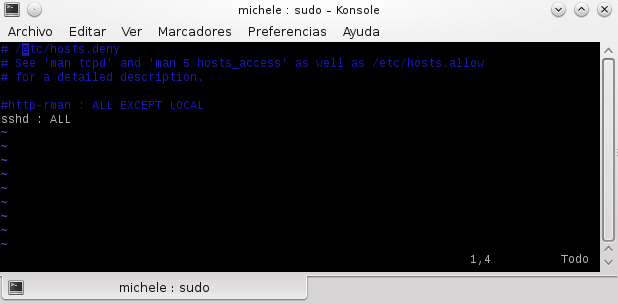 michele : sudo – Konsole
Archivo Editar Ver Marcadores Preferencias Ayuda
# /etc/hosts.deny
# See 'man tcpd' and 'man 5 hosts_access' as well as /etc/hosts.allow
# for a detailed description.
#http-rman : ALL EXCEPT LOCAL
sshd : ALL
~
~
~
~
~
~
~
~
~
1,4 Todo
michele : sudo